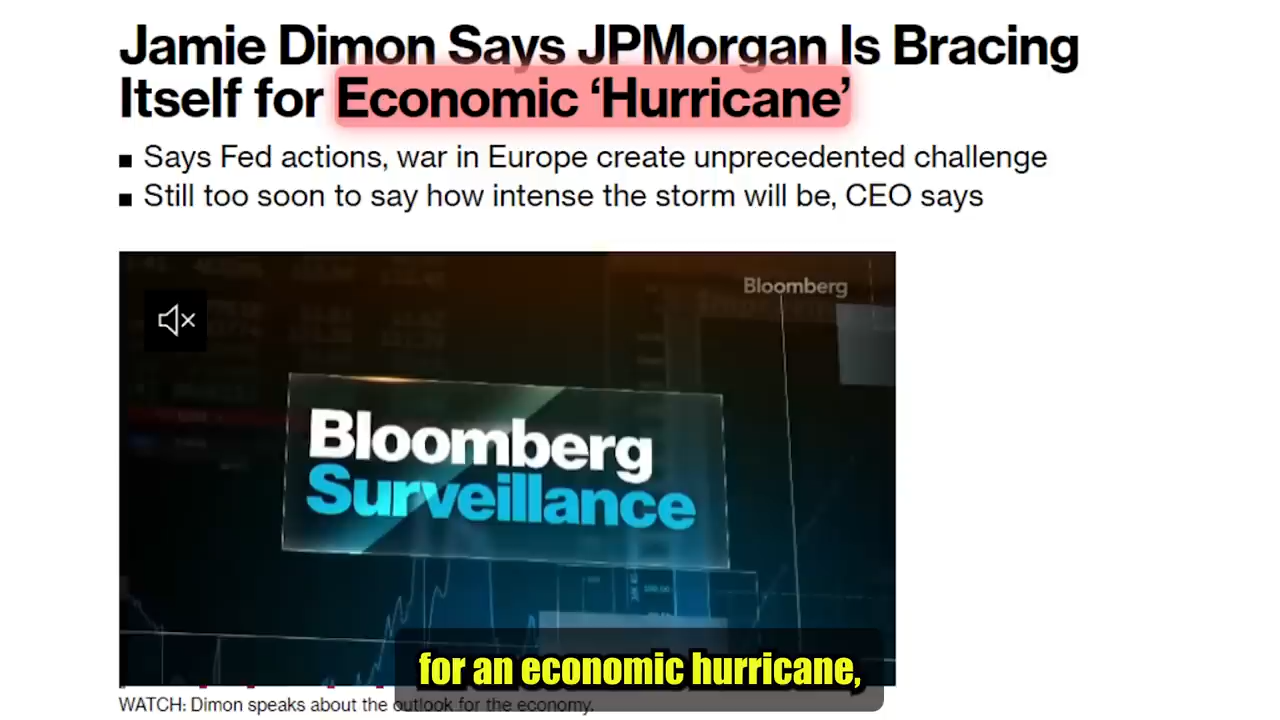 Jamie Dimon Says JPMorgan Is Bracing
Itself for Economic ‘Hurricane’
■ Says Fed actions, war in Europe create unprecedented challenge
■ Still too soon to say how intense the storm will be, CEO says
Bloomberg
Bloomberg
Surveillance
for an economic hurricane,
WATCH: Dimon speaks about the outlook for the economy.